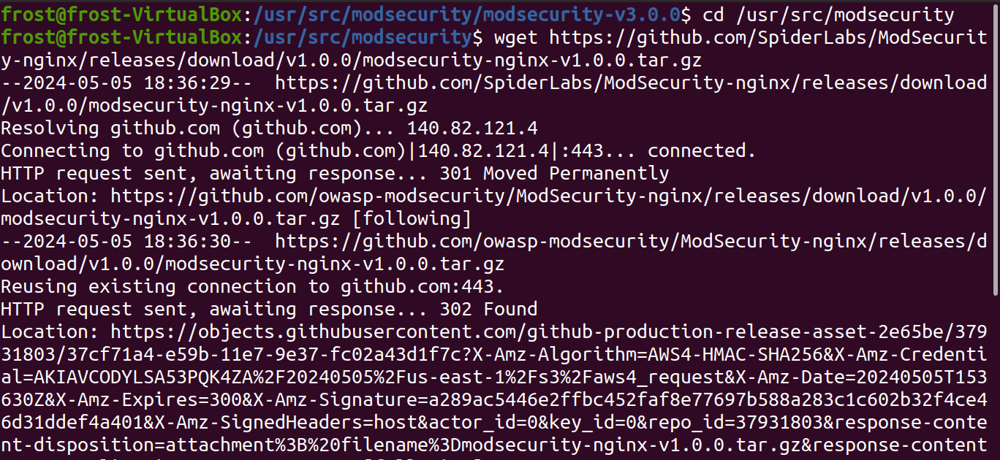 frost@frost-VirtualBox:/usr/src/modsecurity/modsecurity-v3.0.0$ cd /usr/src/modsecurity
frost@frost-VirtualBox:/usr/src/modsecurity$ wget https://github.com/SpiderLabs/ModSecurit
y-nginx/releases/download/v1.0.0/modsecurity-nginx-v1.0.0.tar.gz
--2024-05-05 18:36:29--  https://github.com/SpiderLabs/ModSecurity-nginx/releases/download
/v1.0.0/modsecurity-nginx-v1.0.0.tar.gz
Resolving github.com (github.com)... 140.82.121.4
Connecting to github.com (github.com)|140.82.121.4|:443... connected.
HTTP request sent, awaiting response... 301 Moved Permanently
Location: https://github.com/owasp-modsecurity/ModSecurity-nginx/releases/download/v1.0.0/
modsecurity-nginx-v1.0.0.tar.gz [following]
--2024-05-05 18:36:30--  https://github.com/owasp-modsecurity/ModSecurity-nginx/releases/d
ownload/v1.0.0/modsecurity-nginx-v1.0.0.tar.gz
Reusing existing connection to github.com:443.
HTTP request sent, awaiting response... 302 Found
Location: https://objects.githubusercontent.com/github-production-release-asset-2e65be/379
31803/37cf71a4-e59b-11e7-9e37-fc02a43d1f7c?X-Amz-Algorithm=AWS4-HMAC-SHA256&X-Amz-Credenti
al=AKIAVCODYLSA53PQK4ZA%2F20240505%2Fus-east-1%2Fs3%2Faws4_request&X-Amz-Date=20240505T153
630Z&X-Amz-Expires=300&X-Amz-Signature=a289ac5446e2ffbc452faf8e77697b588a283c1c602b32f4ce4
6d31ddef4a401&X-Amz-SignedHeaders=host&actor_id=0&key_id=0&repo_id=37931803&response-conte
nt-disposition=attachment%3B%20filename%3Dmodsecurity-nginx-v1.0.0.tar.gz&response-content